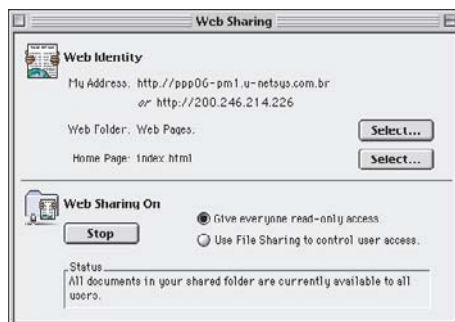 Web Sharing
Web Identity
My Address: http://ppp06-pm1.u-netsys.com.br
or http://200.246.214.226
Web Folder: Web Pages.
Select...
Home Page: index.html
Select...
Web Sharing On
Stop
Give everyone read-only access.
Use File Sharing to control user access.
Status
All documents in your shared folder are currently available to all
users.